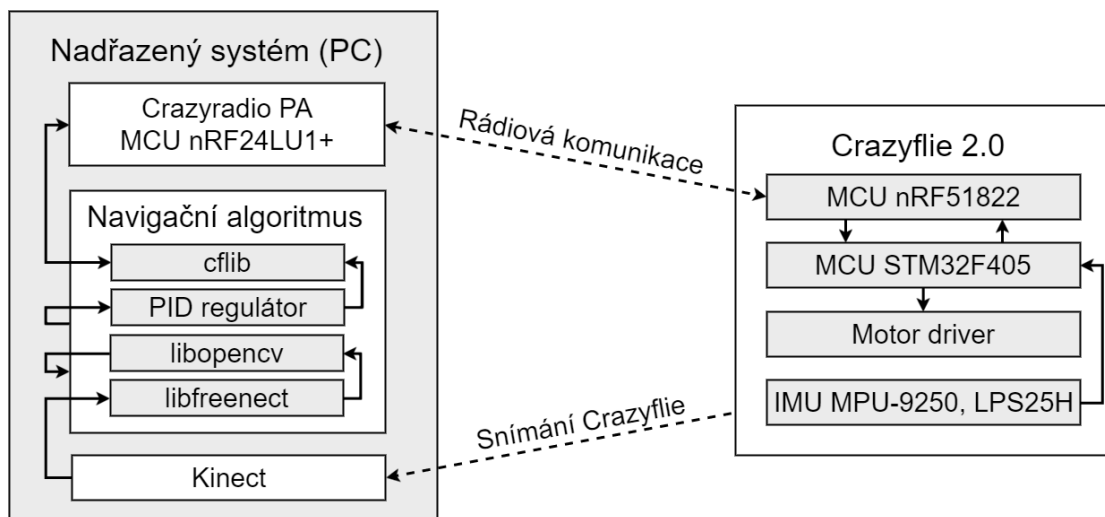 Nadřazený systém (PC)
Crazyradio PA
MCU nRF24LU1+
Navigační algoritmus
cflib
PID regulátor
libopencv
libfreenect
Kinect
Rádiová komunikace
Snímání Crazyflie
Crazyflie 2.0
MCU nRF51822
MCU STM32F405
Motor driver
IMU MPU-9250, LPS25H